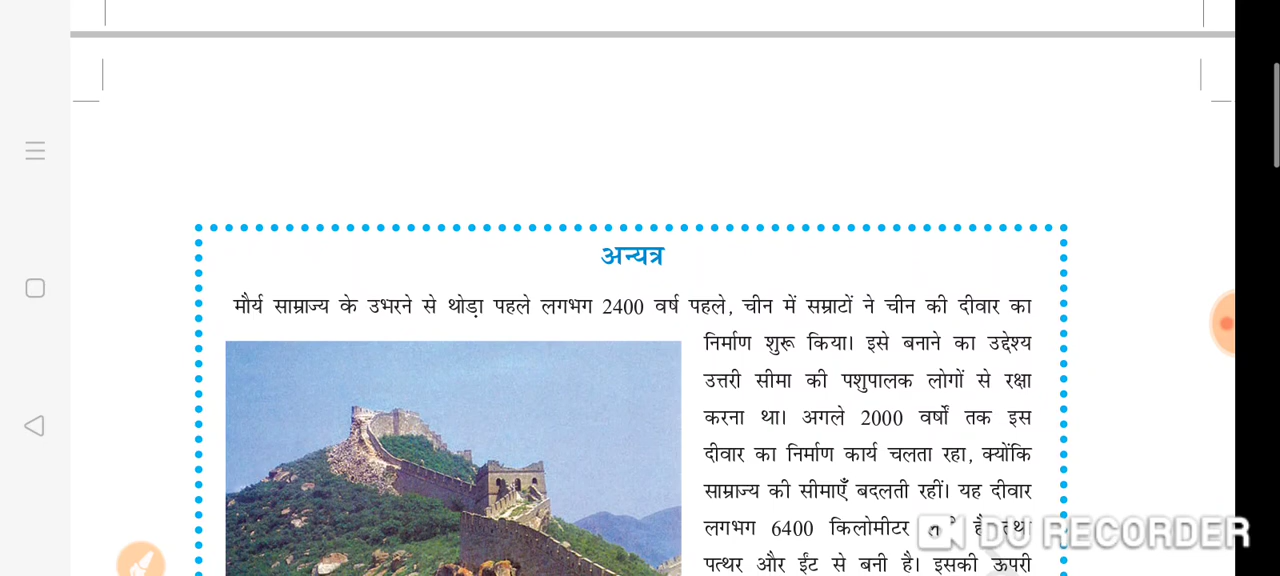 अन्यत्र
मौर्य साम्राज्य के उभरने से थोड़ा पहले लगभग 2400 वर्ष पहले, चीन में सम्राटों ने चीन की दीवार का
निर्माण शुरू किया। इसे बनाने का उद्देश्य
उत्तरी सीमा की पशुपालक लोगों से रक्षा
करना था। अगले 2000 वर्षों तक इस
दीवार का निर्माण कार्य चलता रहा, क्योंकि
साम्राज्य की सीमाएँ बदलती रहीं। यह दीवार
लगभग 6400 किलोमीटर
पत्थर और ईंट से बनी है। इसकी ऊपरी
DU RECORDER